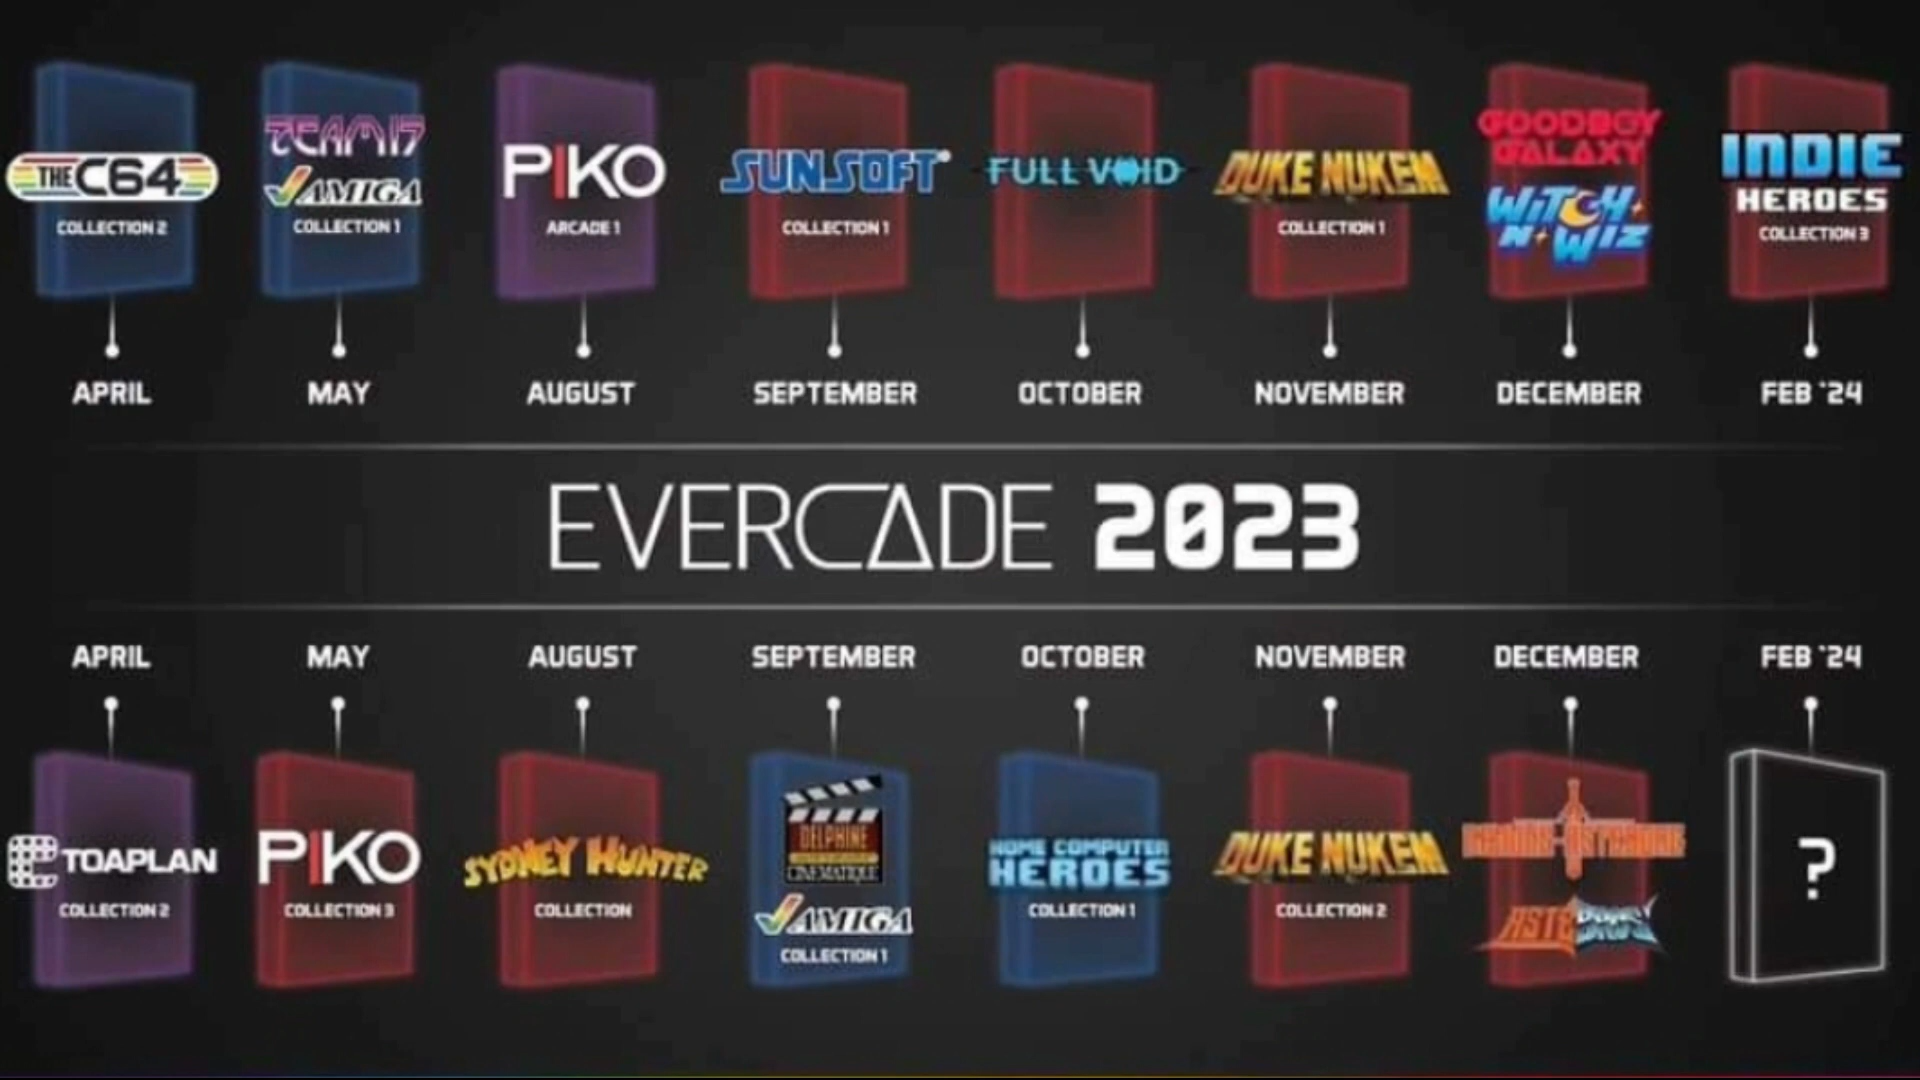 THE C64
COLLECTION 2
TEAM17
AMIGA
COLLECTION 1
PIKO
ARCADE 1
SUNSOFT®
COLLECTION 1
FULL VOID
DUKE NUKEM
COLLECTION 1
GOODBOY
GALAXY
WITCH
N WIZ
INDIE
HEROES
COLLECTION 3
APRIL
MAY
AUGUST
SEPTEMBER
OCTOBER
NOVEMBER
DECEMBER
FEB '24
EVERCADE 2023
APRIL
MAY
AUGUST
SEPTEMBER
OCTOBER
NOVEMBER
DECEMBER
FEB '24
TOAPLAN
COLLECTION 2
PIKO
COLLECTION 3
SYDNEY HUNTER
COLLECTION
DELPHINE
CINEMATIQUE
AMIGA
COLLECTION 1
HOME COMPUTER
HEROES
COLLECTION 1
DUKE NUKEM
COLLECTION 2
?